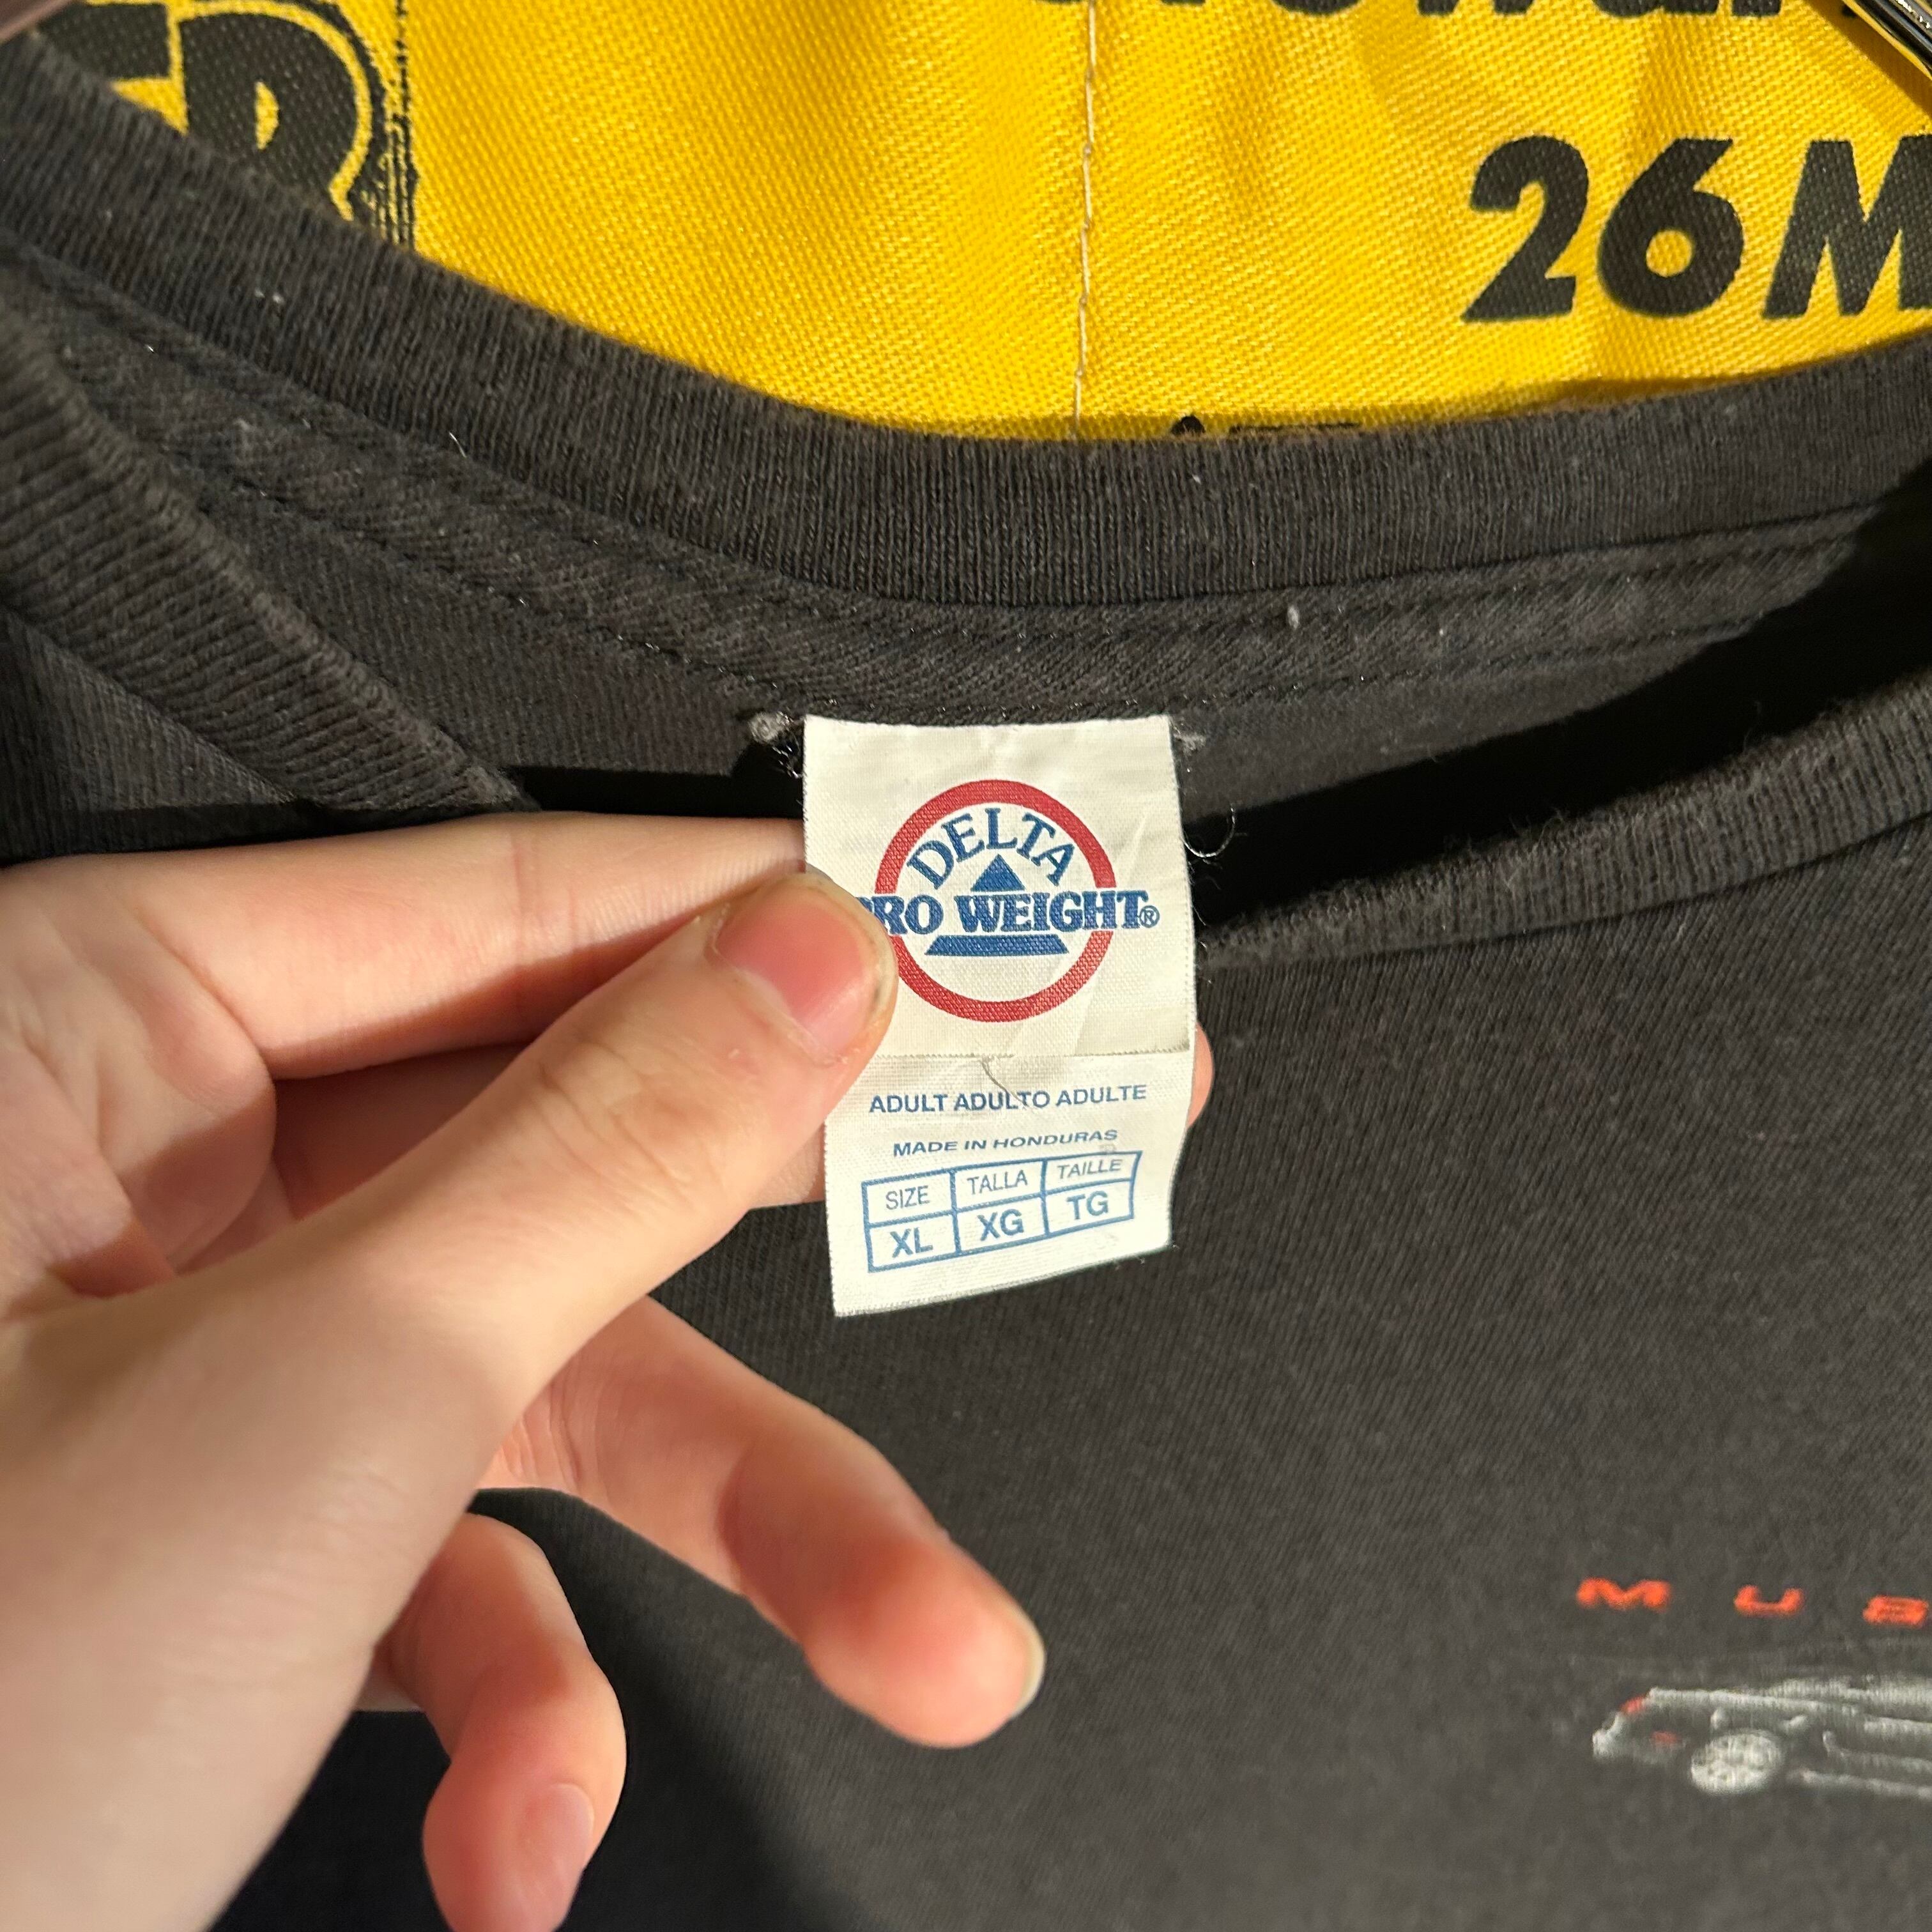 26M
DELTA
PRO WEIGHT®
ADULT ADULTO ADULTE
MADE IN HONDURAS
SIZE TALLA TAILLE
XL XG TG
M U S